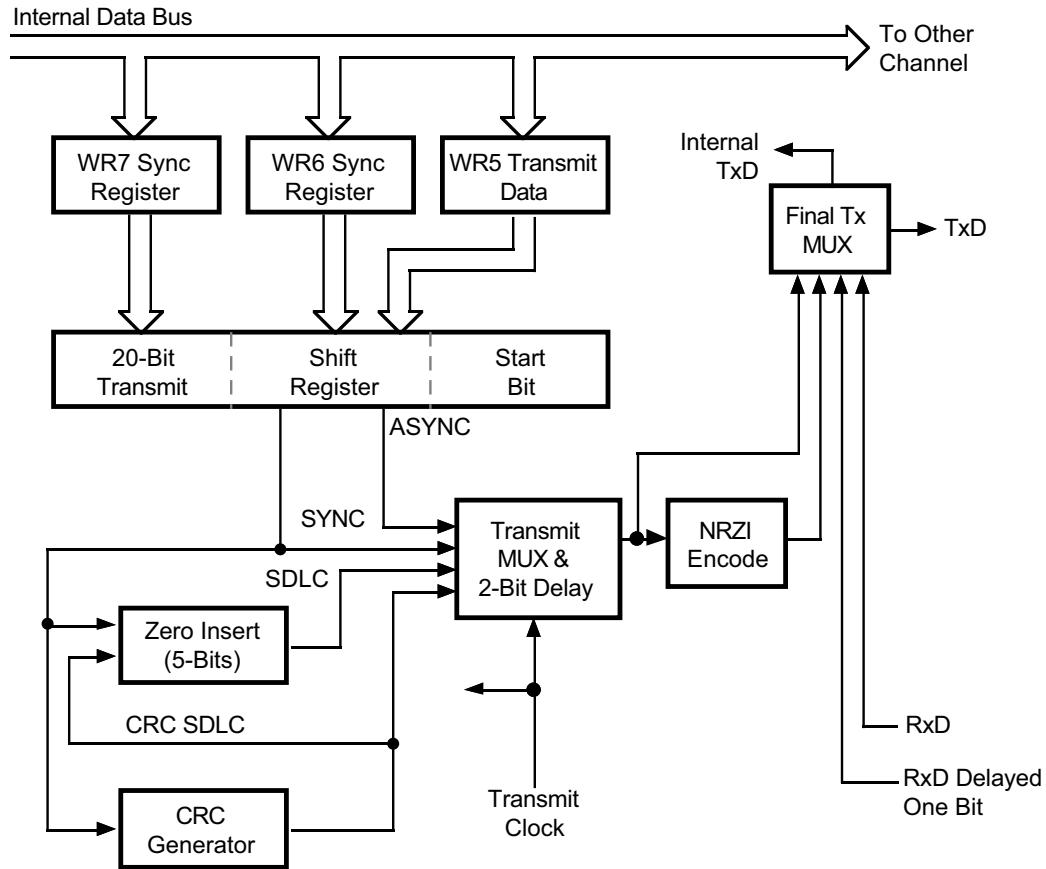 Internal Data Bus
To Other
Channel
WR7 Sync
Register
WR6 Sync
Register
WR5 Transmit
Data
Internal
TxD
Final Tx
MUX
TxD
20-Bit
Transmit
Shift
Register
Start
Bit
ASYNC
SYNC
SDLC
Transmit
MUX &
2-Bit Delay
NRZI
Encode
Zero Insert
(5-Bits)
CRC SDLC
CRC
Generator
Transmit
Clock
RxD
RxD Delayed
One Bit